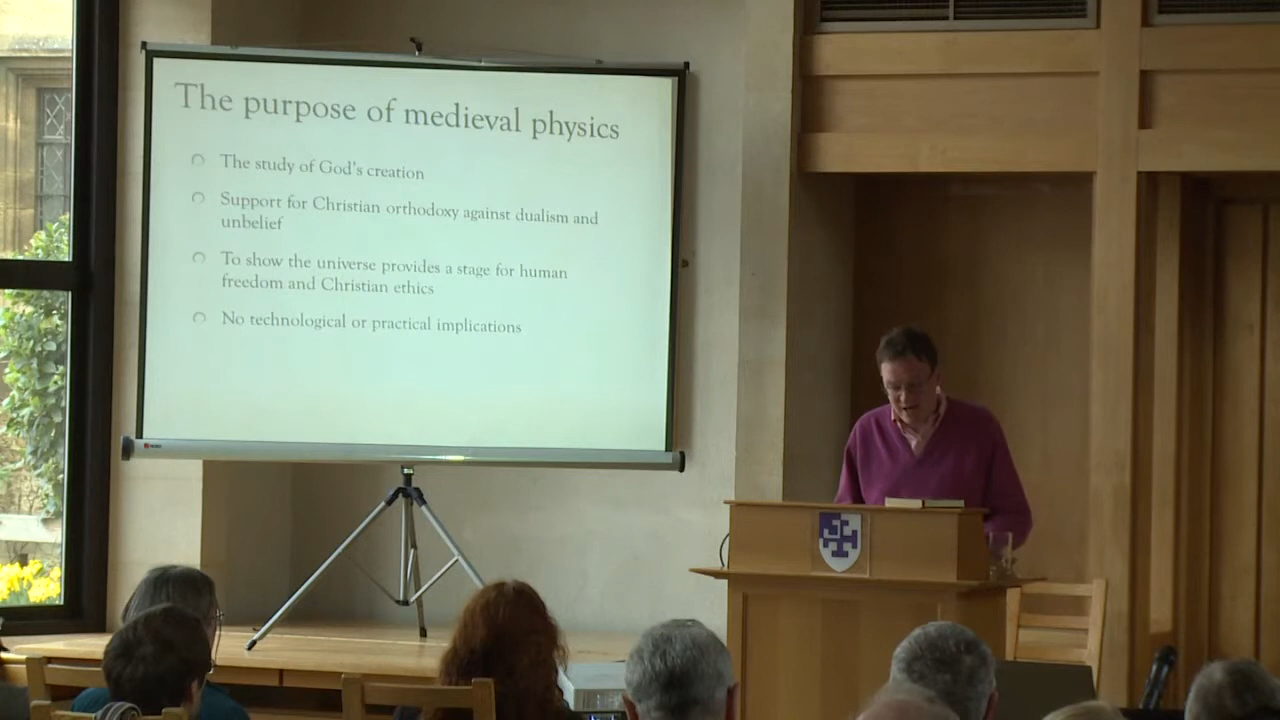 The purpose of medieval physics
The study of God's creation
Support for Christian orthodoxy against dualism and
unbelief
To show the universe provides a stage for human
freedom and Christian ethics
No technological or practical implications